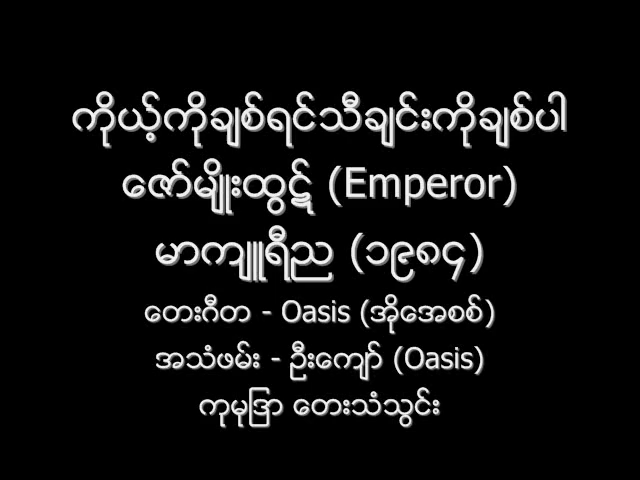 ကိုယ့်ကိုချစ်ရင်သီချင်းကိုချစ်ပါ
ဇော်မျိုးထွဋ် (Emperor)
မာကျူရီည (၁၉၈၄)
တေးဂီတ - Oasis (အိုအေစစ်)
အသံဖမ်း - ဦးကျော် (Oasis)
ကုမုဒြာ တေးသံသွင်း